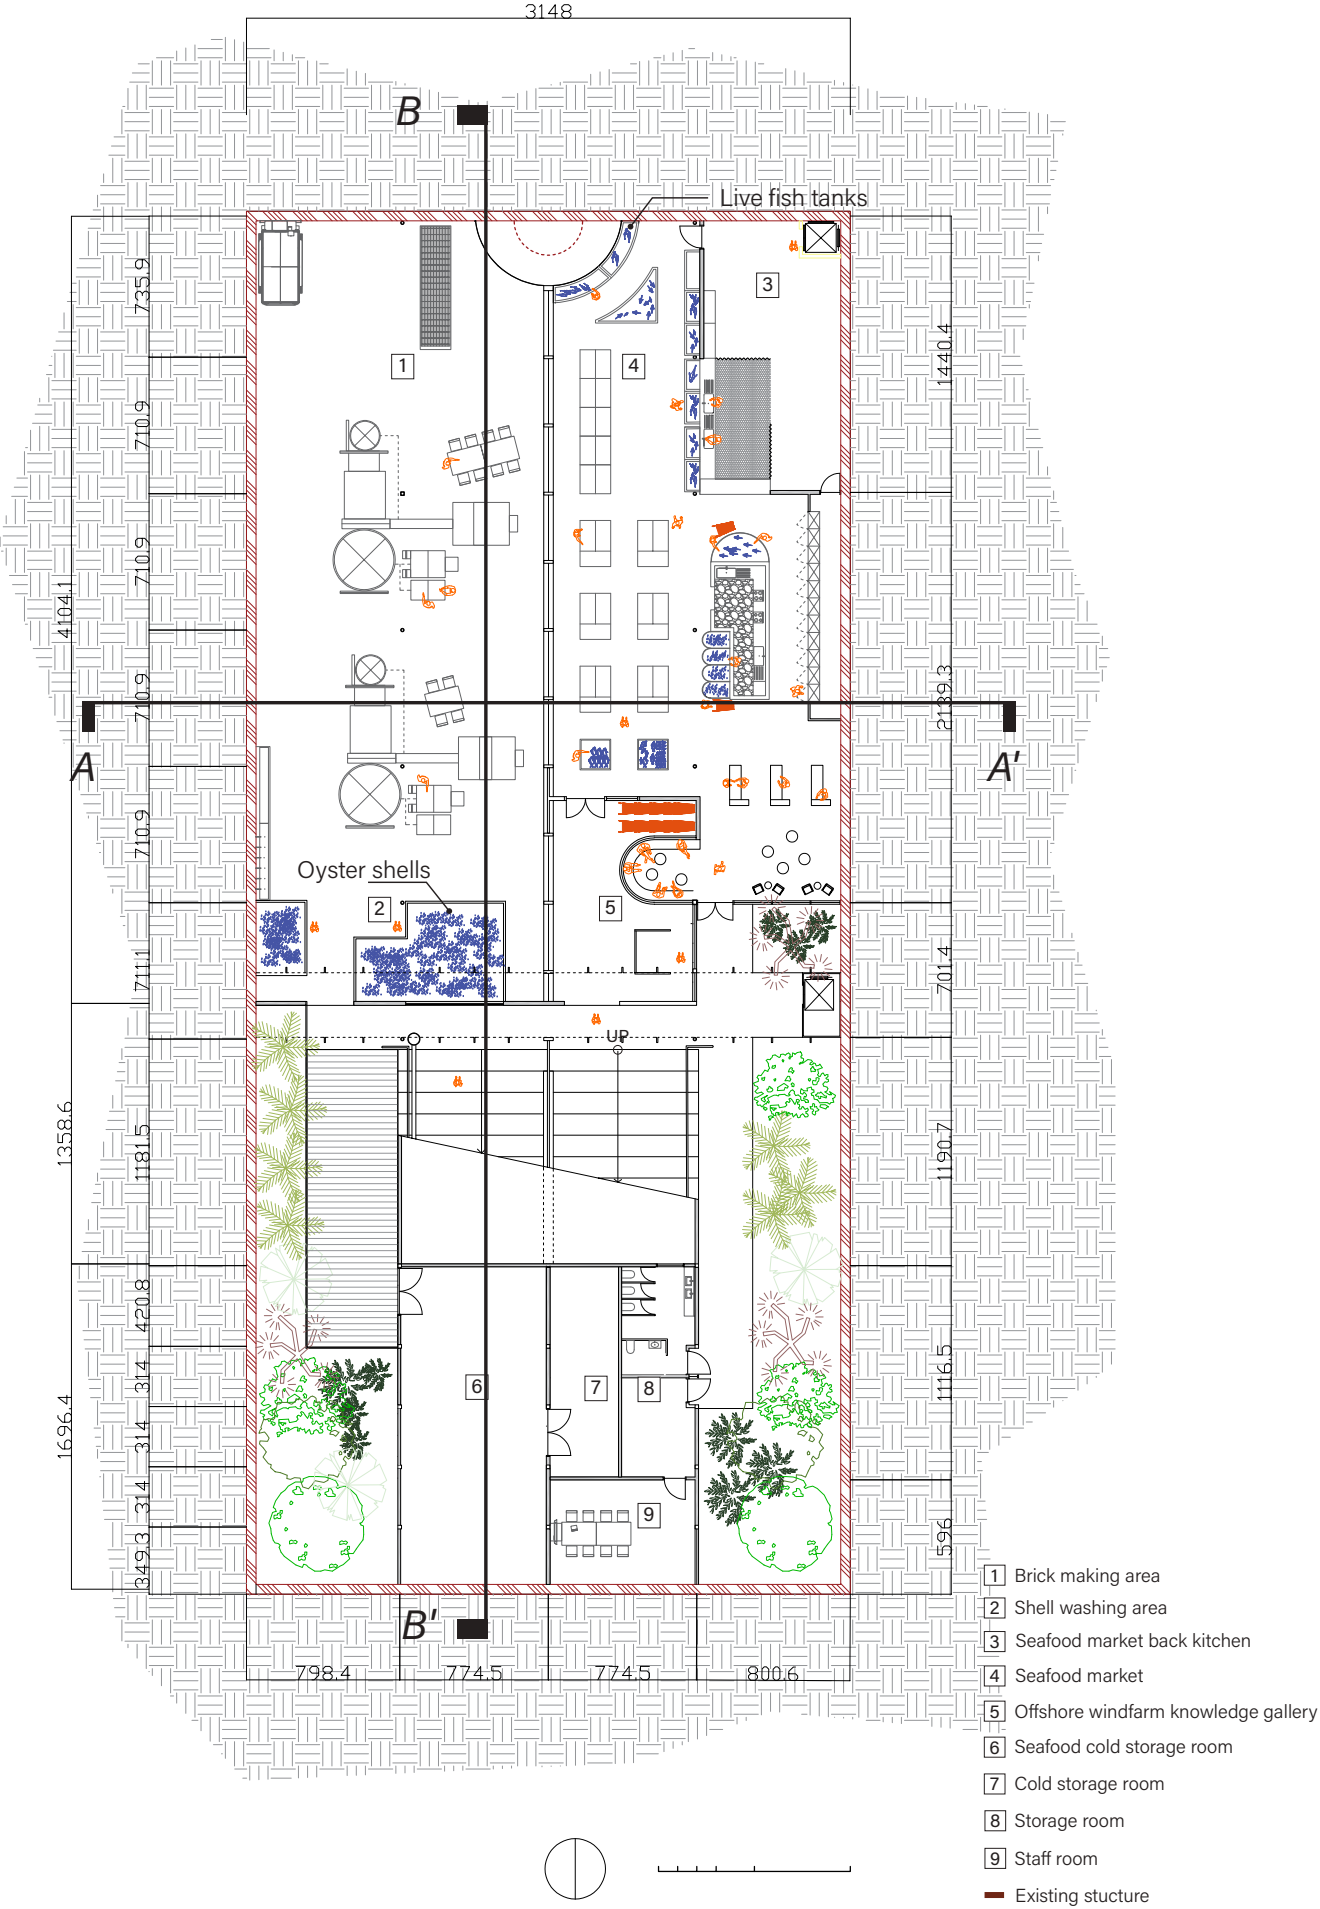 3148
B
Live fish tanks
735.9
3
1440.4
1
4
710.9
710.9
4104.1
710.9
2139.3
A
A'
710.9
Oyster shells
2
5
711.1
701.4
UP
1358.6
1181.5
1190.7
420.8
314
1116.5
6
7
8
1696.4
314
314
9
349.3
596
B'
798.4
774.5
774.5
800.6
1 Brick making area
2 Shell washing area
3 Seafood market back kitchen
4 Seafood market
5 Offshore windfarm knowledge gallery
6 Seafood cold storage room
7 Cold storage room
8 Storage room
9 Staff room
Existing stucture